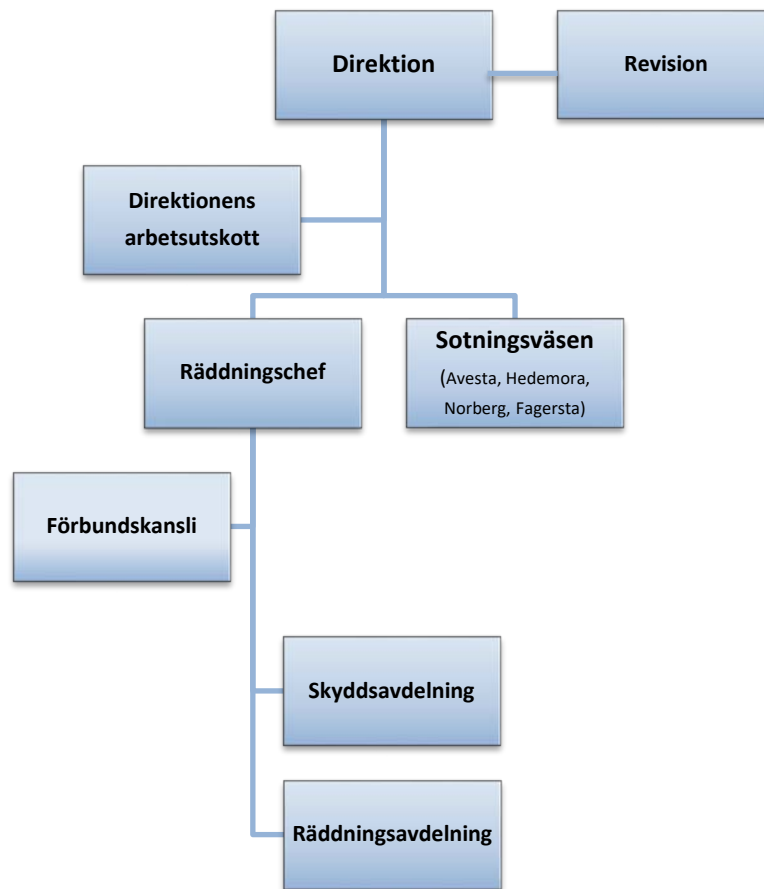 Direktion
Revision
Direktionens
arbetsutskott
Räddningschef
Sotningsväsen
(Avesta, Hedemora,
Norberg, Fagersta)
Förbundskansli
Skyddsavdelning
Räddningsavdelning